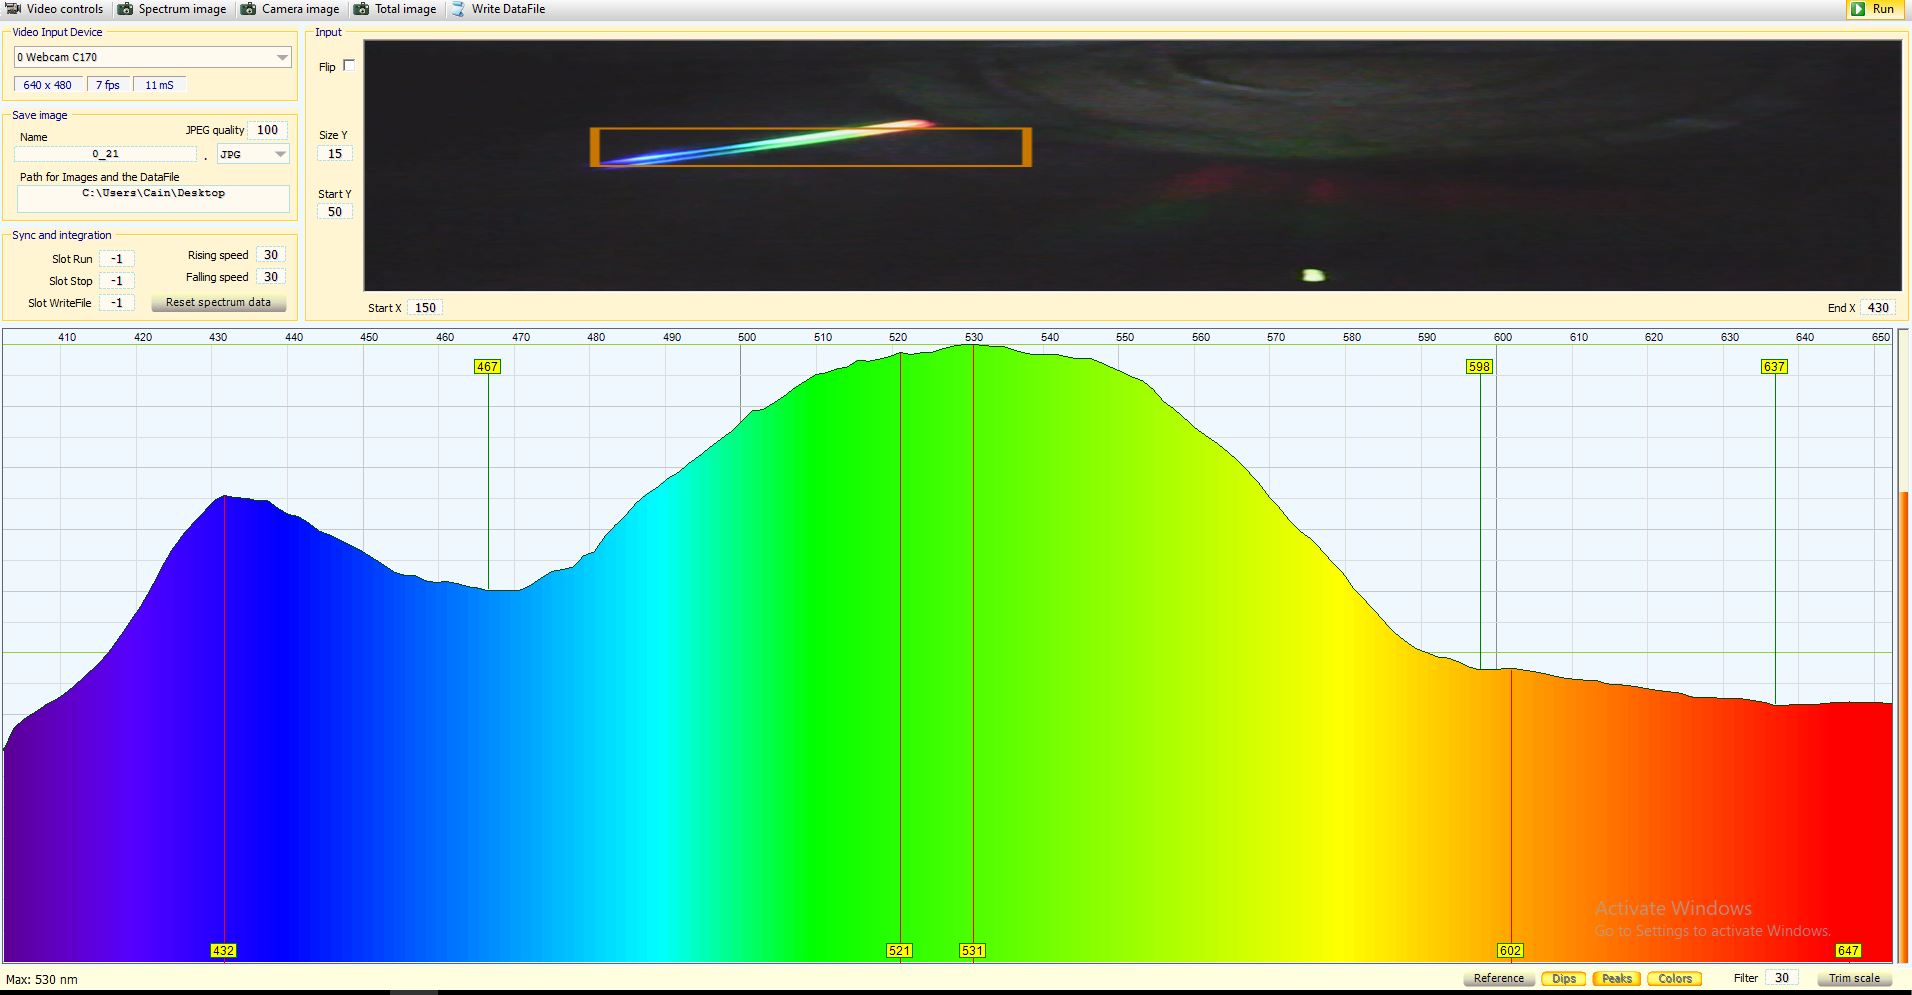 Video controls Spectrum image Camera image Total image Write DataFile Run
Video Input Device
0 Webcam C170
640 x 480 7 fps 11 mS
Save image
Name JPEG quality 100
0_21 . JPG
Path for Images and the DataFile
C:\Users\Cain\Desktop
Sync and integration
Slot Run -1 Rising speed 30
Slot Stop -1 Falling speed 30
Slot WriteFile -1 Reset spectrum data
Input
Flip
Size Y
15
Start Y
50
Start X 150 End X 430
410 420 430 440 450 460 470 480 490 500 510 520 530 540 550 560 570 580 590 600 610 620 630 640 650
467 598 637
Activate Windows
Go to Settings to activate Windows.
432 521 531 602 647
Max: 530 nm Reference Dips Peaks Colors Filter 30 Trim scale